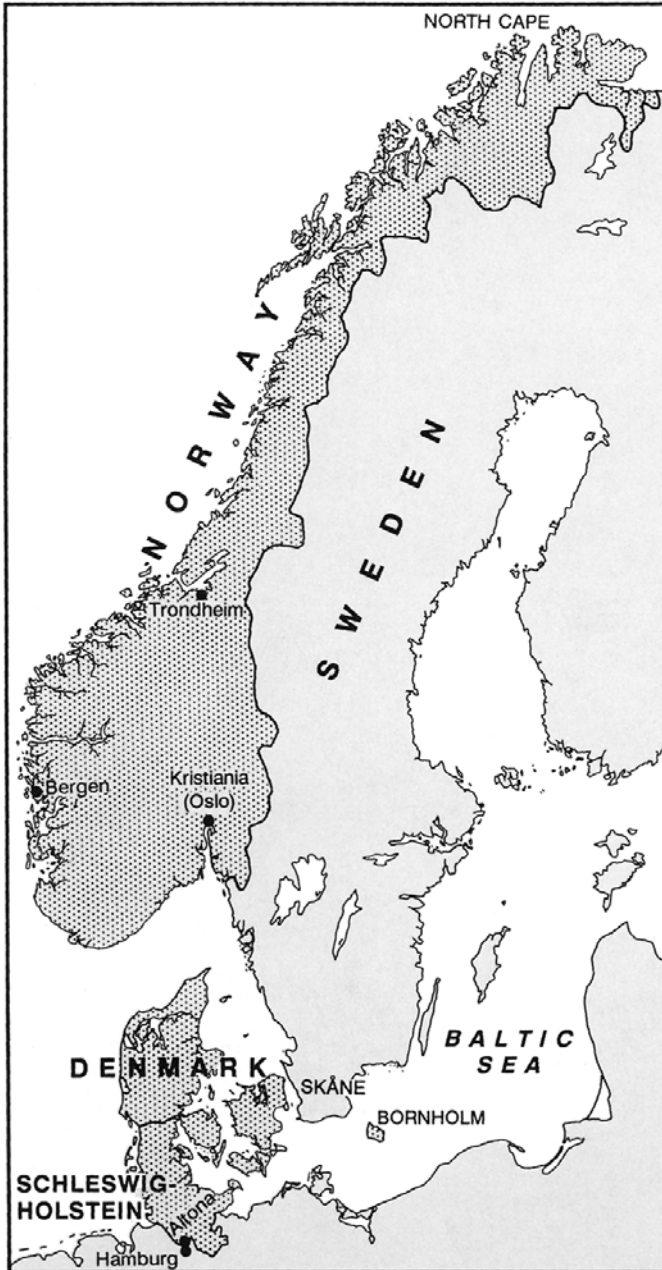 NORTH CAPE
NORWAY
SWEDEN
Trondheim
Bergen
Kristiania
(Oslo)
BALTIC
SEA
DENMARK
SKÅNE
BORNHOLM
SCHLESWIG-
HOLSTEIN
Altona
Hamburg